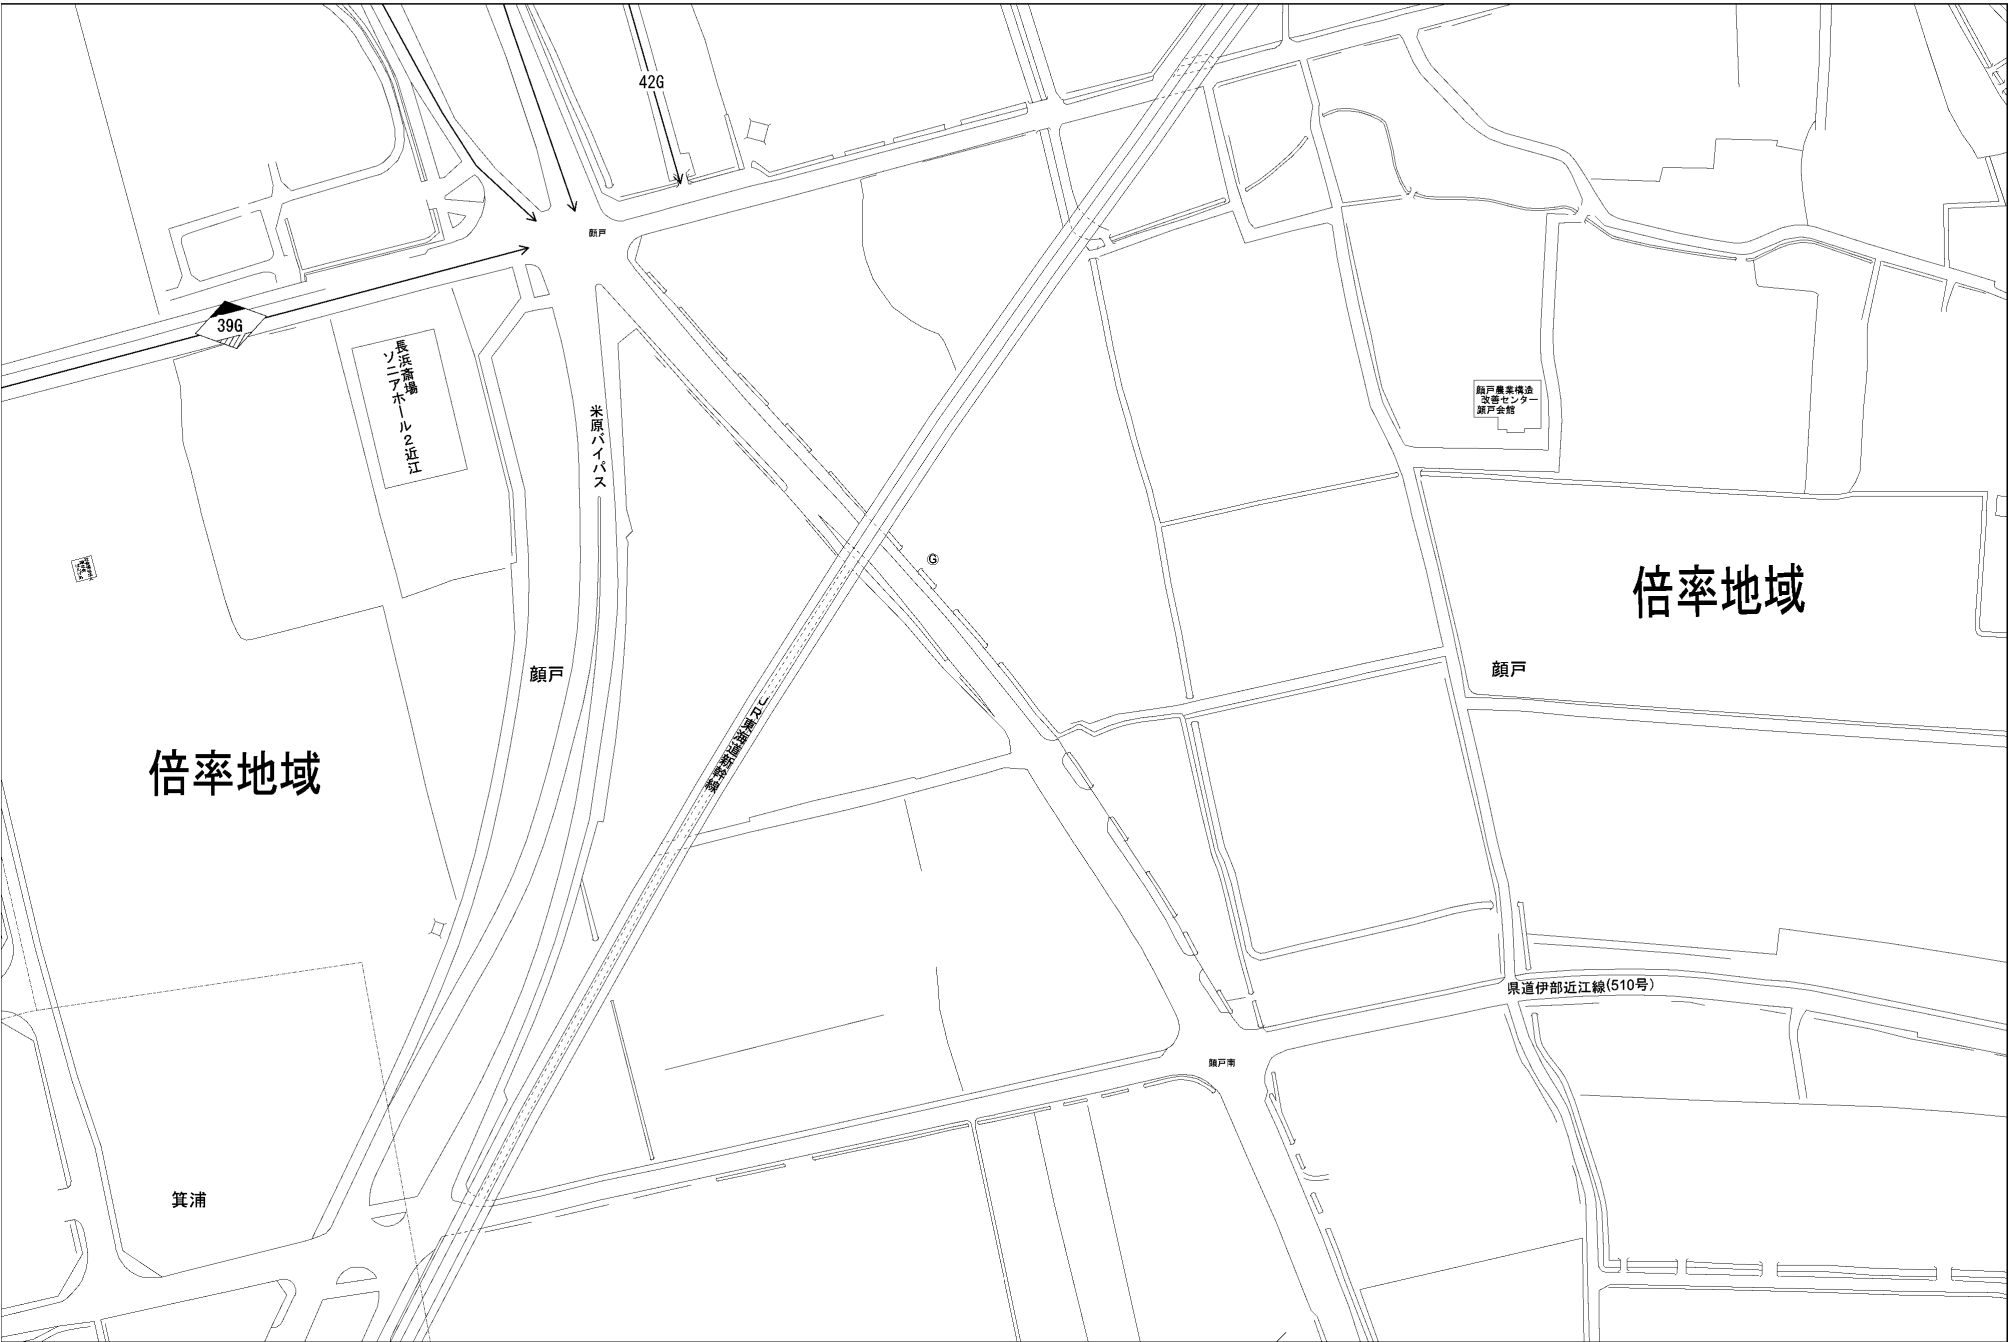 42G
顔戸
39G
長浜斎場
ソニアホール2近江
米原バイパス
顔戸農業構造
改善センター
顔戸会館
G
倍率地域
顔戸
顔戸
JR東海道新幹線
倍率地域
県道伊部近江線(510号)
顔戸南
箕浦